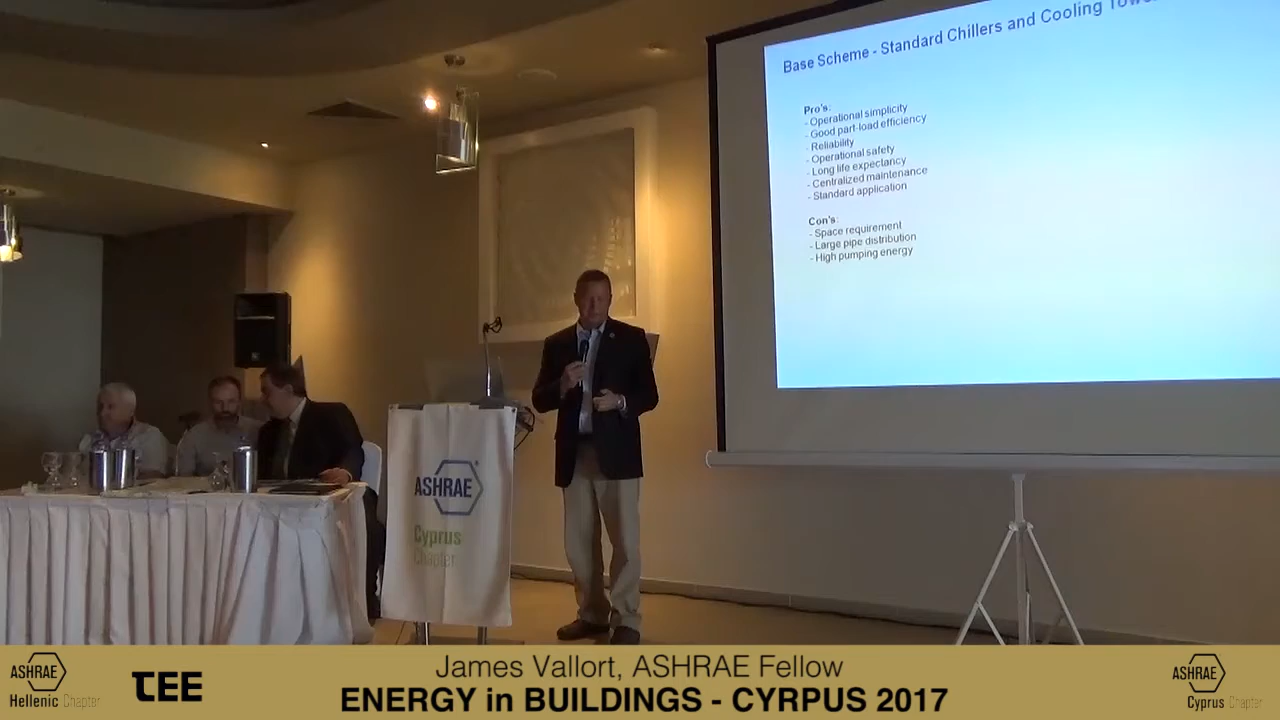 Base Scheme - Standard Chillers and Cooling
Pro's:
- Operational simplicity
- Good part-load efficiency
- Reliability
- Operational safety
- Long life expectancy
- Centralized maintenance
- Standard application
Con's:
- Space requirement
- Large pipe distribution
- High pumping energy
ASHRAE
Cyprus
Chapter
James Vallort, ASHRAE Fellow
ENERGY in BUILDINGS - CYRPUS 2017
ASHRAE
Hellenic Chapter
TEE
ASHRAE
Cyprus Chapter